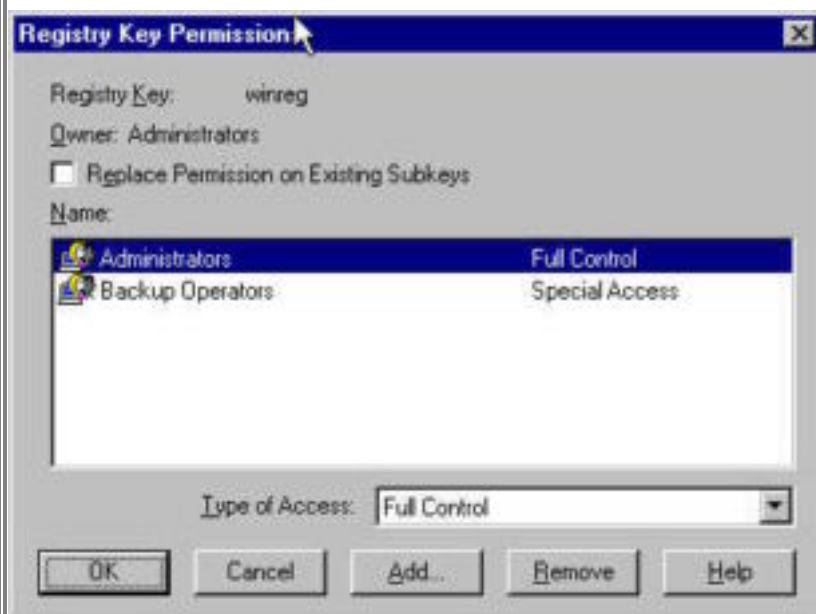 Registry Key Permissions
Registry Key: winreg
Owner: Administrators
Replace Permission on Existing Subkeys
Name:
Administrators Full Control
Backup Operators Special Access
Type of Access: Full Control
OK Cancel Add... Remove Help